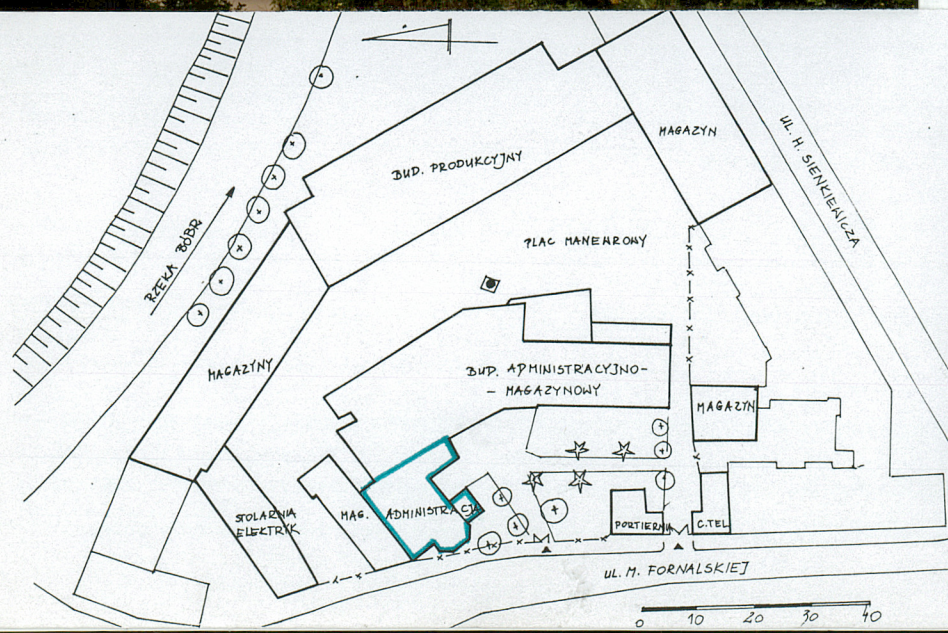 MAGAZYN
UL. H. SIENKIEWICZA
BUD. PRODUKCYJNY
RZEKA BÓBR
PLAC MANEWROWY
MAGAZYNY
BUD. ADMINISTRACYJNO-
- MAGAZYNOWY
MAGAZYN
STOLARNIA
ELEKTRYK
MAG.
ADMINISTRACJA
PORTIERNIA
C.TEL
UL. M. FORNALSKIEJ
0 10 20 40